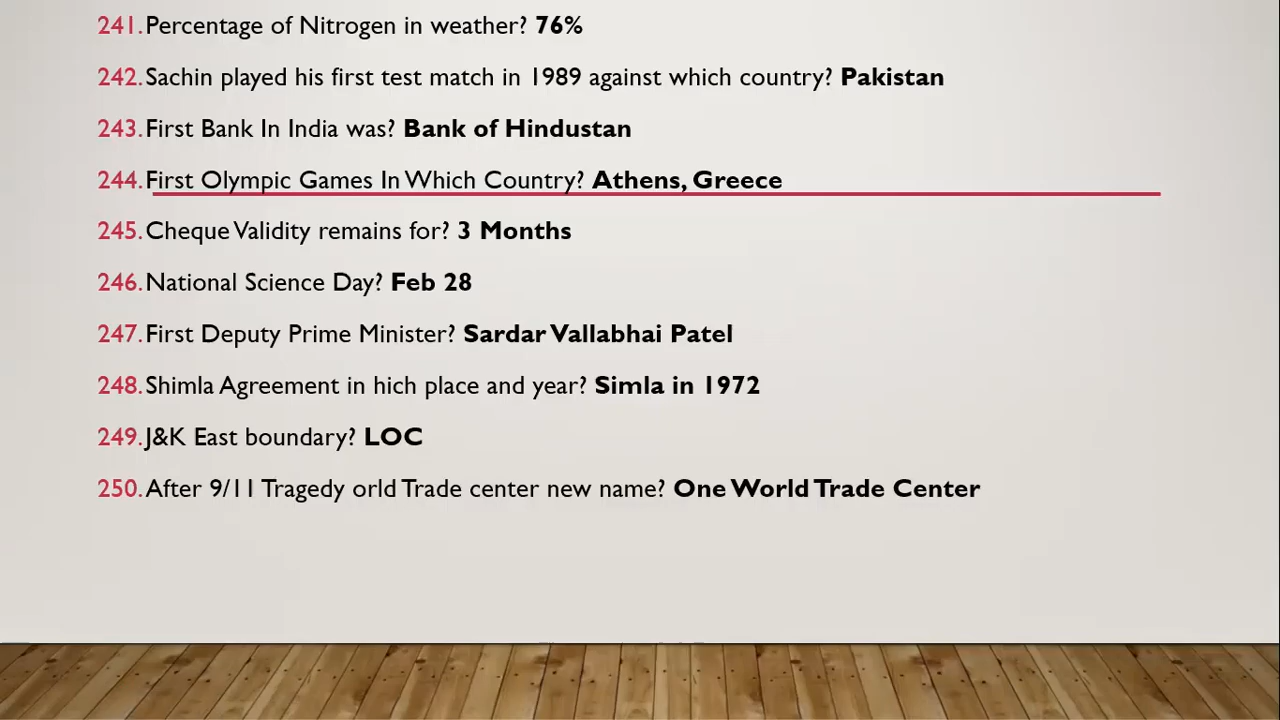 241. Percentage of Nitrogen in weather? 76%
242. Sachin played his first test match in 1989 against which country? Pakistan
243. First Bank In India was? Bank of Hindustan
244. First Olympic Games In Which Country? Athens, Greece
245. Cheque Validity remains for? 3 Months
246. National Science Day? Feb 28
247. First Deputy Prime Minister? Sardar Vallabhai Patel
248. Shimla Agreement in hich place and year? Simla in 1972
249. J&K East boundary? LOC
250. After 9/11 Tragedy orld Trade center new name? One World Trade Center